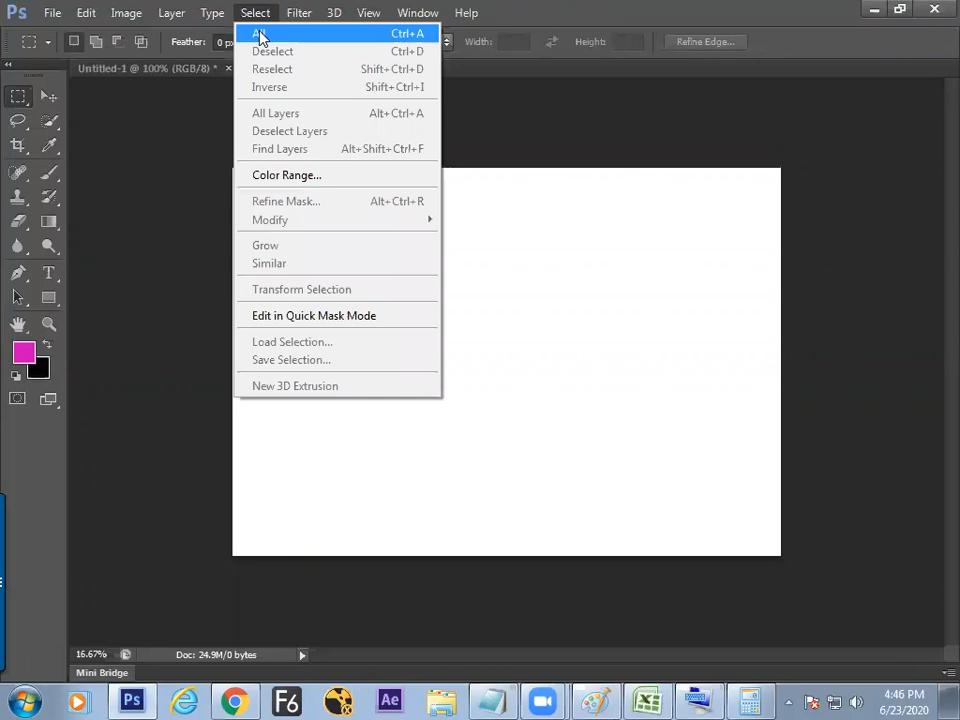 Ps File Edit Image Layer Type Select Filter 3D View Window Help
Feather: 0 px Width: Height: Refine Edge...
Untitled-1 @ 100% (RGB/8) *
Ctrl+A
Deselect Ctrl+D
Reselect Shift+Ctrl+D
Inverse Shift+Ctrl+I
All Layers Alt+Ctrl+A
Deselect Layers
Find Layers Alt+Shift+Ctrl+F
Color Range...
Refine Mask... Alt+Ctrl+R
Modify
Grow
Similar
Transform Selection
Edit in Quick Mask Mode
Load Selection...
Save Selection...
New 3D Extrusion
16.67% Doc: 24.9M/0 bytes
Mini Bridge
Ps F6 Ae
4:46 PM
6/23/2020